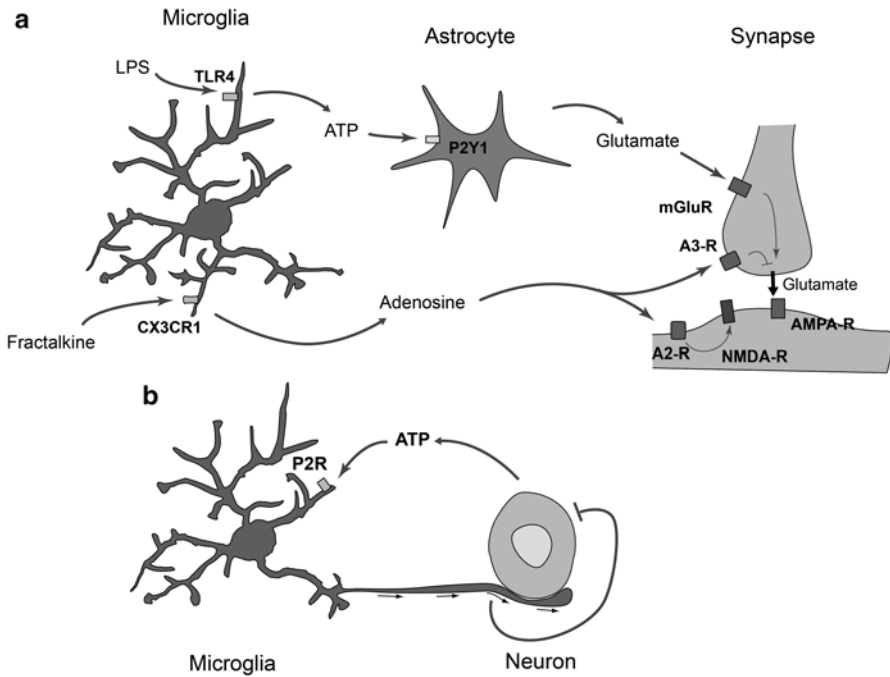 a
Microglia
Astrocyte
Synapse
LPS
TLR4
ATP
P2Y1
Glutamate
mGluR
A3-R
Glutamate
Adenosine
Fractalkine
CX3CR1
AMPA-R
A2-R
NMDA-R
b
P2R
ATP
Microglia
Neuron